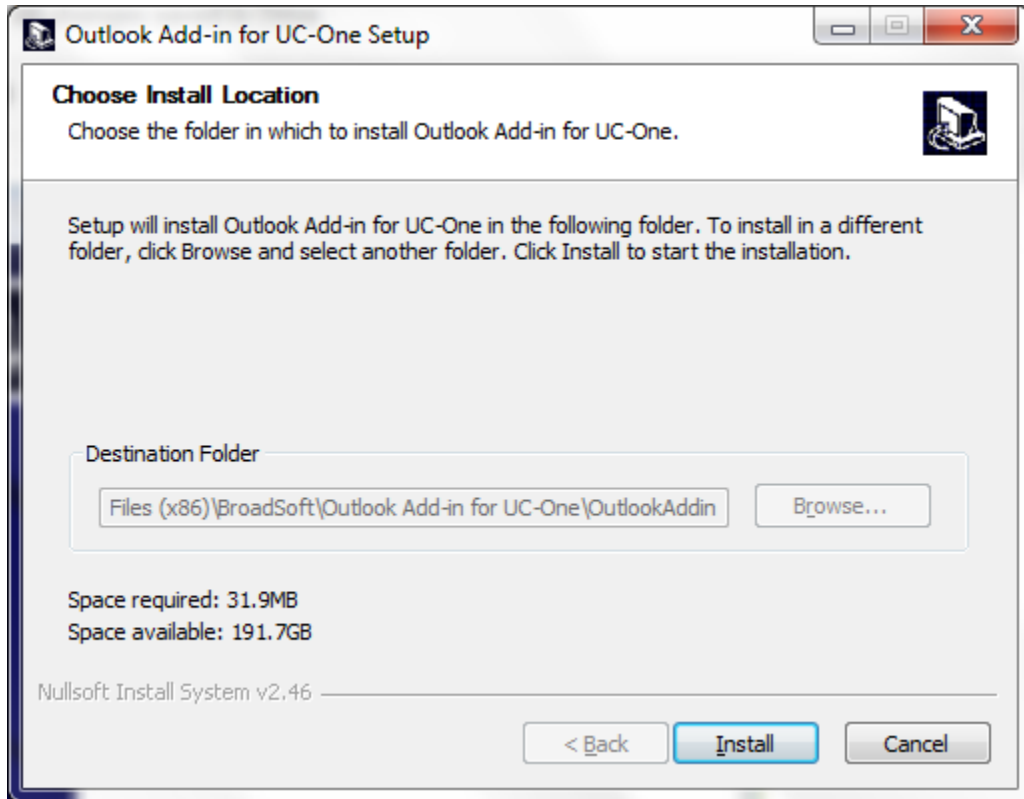 Outlook Add-in for UC-One Setup
Choose Install Location
Choose the folder in which to install Outlook Add-in for UC-One.
Setup will install Outlook Add-in for UC-One in the following folder. To install in a different
folder, click Browse and select another folder. Click Install to start the installation.
Destination Folder
Files (x86)\BroadSoft\Outlook Add-in for UC-One\OutlookAddin
Browse...
Space required: 31.9MB
Space available: 191.7GB
Nullsoft Install System v2.46
< Back
Install
Cancel